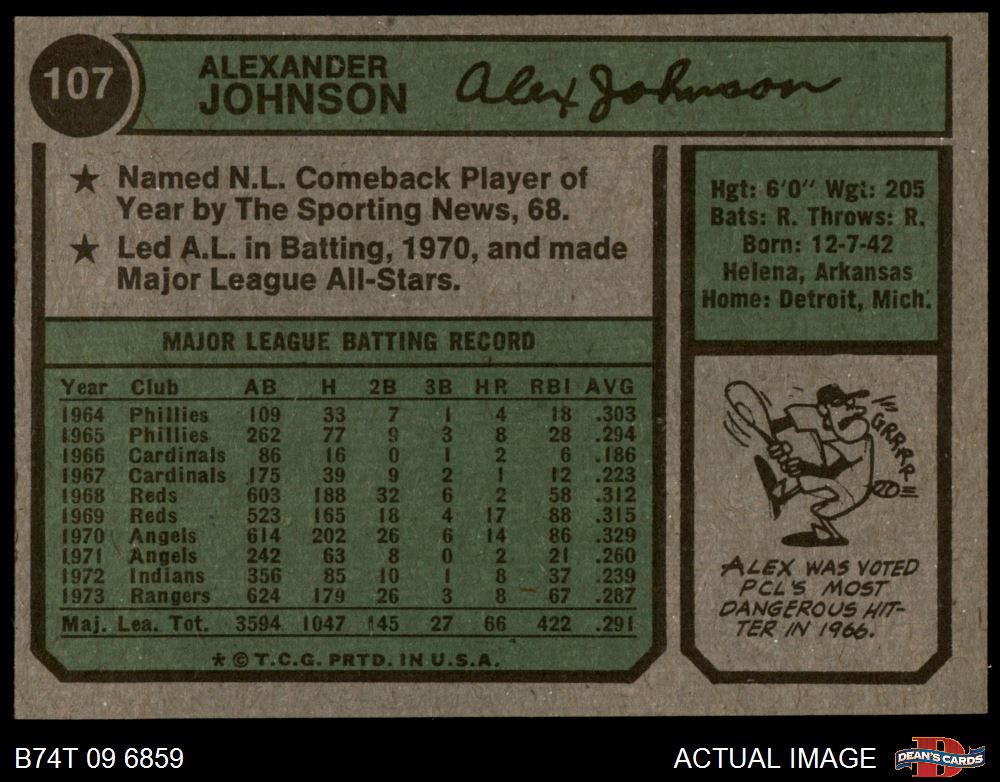 107
ALEXANDER
JOHNSON
Alex Johnson
★ Named N.L. Comeback Player of
Year by The Sporting News, 68.
★ Led A.L. in Batting, 1970, and made
Major League All-Stars.
Hgt: 6'0" Wgt: 205
Bats: R. Throws: R.
Born: 12-7-42
Helena, Arkansas
Home: Detroit, Mich.
MAJOR LEAGUE BATTING RECORD
Year Club AB H 2B 3B HR RBI AVG
1964 Phillies 109 33 7 1 4 18 .303
1965 Phillies 262 77 9 3 8 28 .294
1966 Cardinals 86 16 0 1 2 6 .186
1967 Cardinals 175 39 9 2 1 12 .223
1968 Reds 603 188 32 6 2 58 .312
1969 Reds 523 165 18 4 17 88 .315
1970 Angels 614 202 26 6 14 86 .329
1971 Angels 242 63 8 0 2 21 .260
1972 Indians 356 85 10 1 8 37 .239
1973 Rangers 624 179 26 3 8 67 .287
Maj. Lea. Tot. 3594 1047 145 27 66 422 .291
* © T.C.G. PRTD. IN U.S.A.
GRRRR
ALEX WAS VOTED
PCL'S MOST
DANGEROUS HIT-
TER IN 1966.
B74T 09 6859
ACTUAL IMAGE
D
DEAN'S CARDS